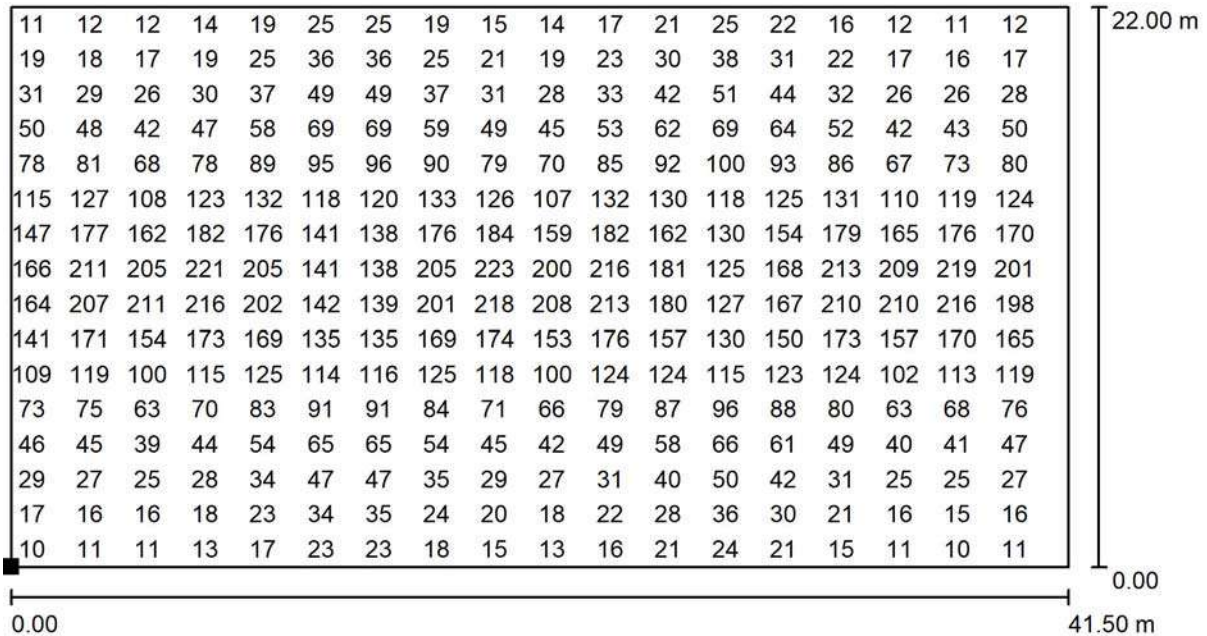 11 12 12 14 19 25 25 19 15 14 17 21 25 22 16 12 11 12 22.00 m
19 18 17 19 25 36 36 25 21 19 23 30 38 31 22 17 16 17
31 29 26 30 37 49 49 37 31 28 33 42 51 44 32 26 26 28
50 48 42 47 58 69 69 59 49 45 53 62 69 64 52 42 43 50
78 81 68 78 89 95 96 90 79 70 85 92 100 93 86 67 73 80
115 127 108 123 132 118 120 133 126 107 132 130 118 125 131 110 119 124
147 177 162 182 176 141 138 176 184 159 182 162 130 154 179 165 176 170
166 211 205 221 205 141 138 205 223 200 216 181 125 168 213 209 219 201
164 207 211 216 202 142 139 201 218 208 213 180 127 167 210 210 216 198
141 171 154 173 169 135 135 169 174 153 176 157 130 150 173 157 170 165
109 119 100 115 125 114 116 125 118 100 124 124 115 123 124 102 113 119
73 75 63 70 83 91 91 84 71 66 79 87 96 88 80 63 68 76
46 45 39 44 54 65 65 54 45 42 49 58 66 61 49 40 41 47
29 27 25 28 34 47 47 35 29 27 31 40 50 42 31 25 25 27
17 16 16 18 23 34 35 24 20 18 22 28 36 30 21 16 15 16
10 11 11 13 17 23 23 18 15 13 16 21 24 21 15 11 10 11
0.00
0.00 41.50 m